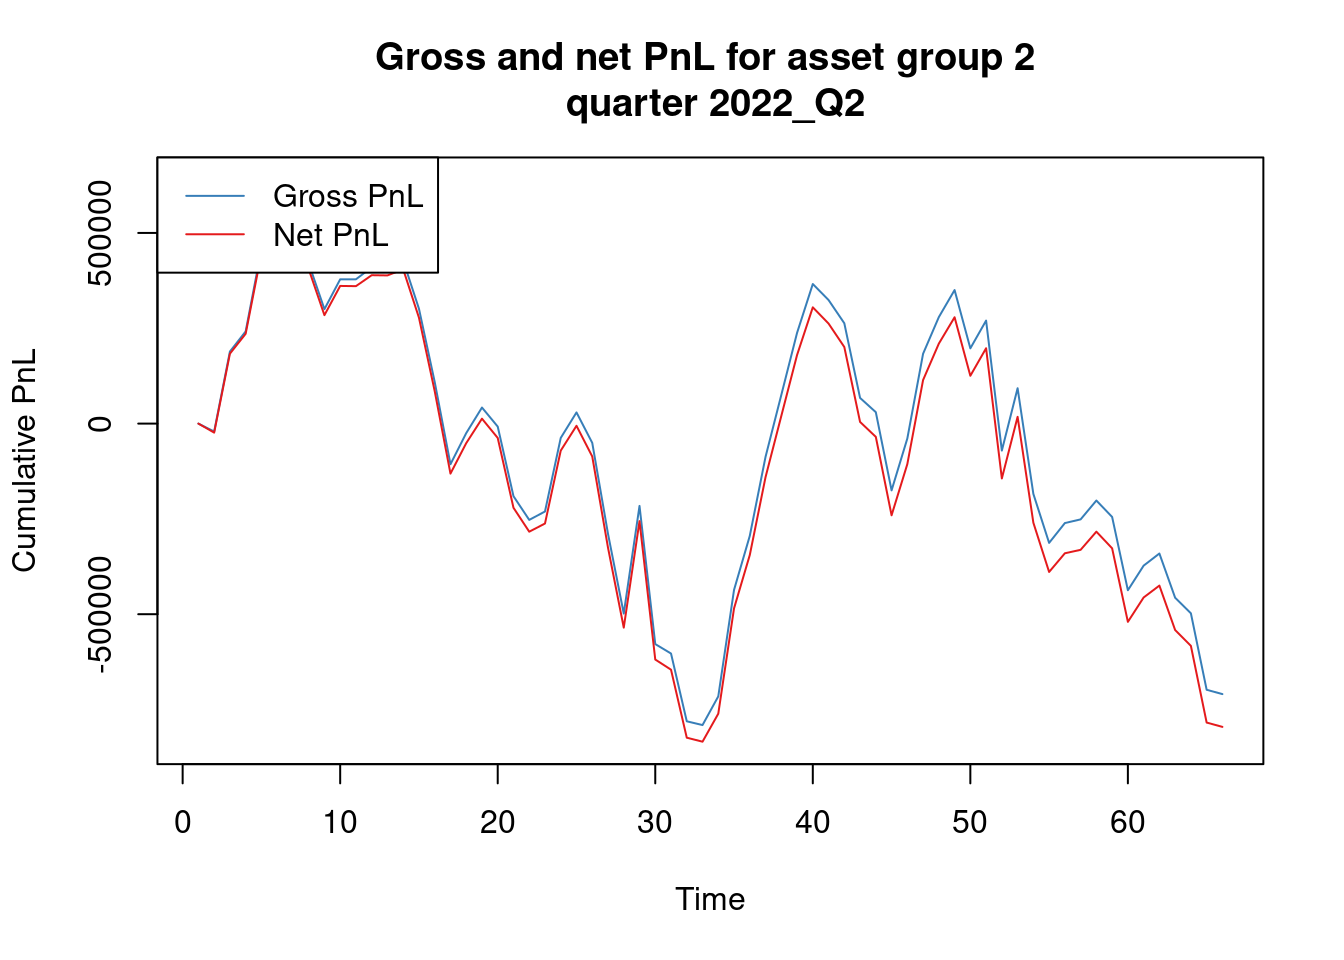 Gross and net PnL for asset group 2
quarter 2022_Q2
Gross PnL
Net PnL
Cumulative PnL
500000
0
-500000
0
10
20
30
40
50
60
Time